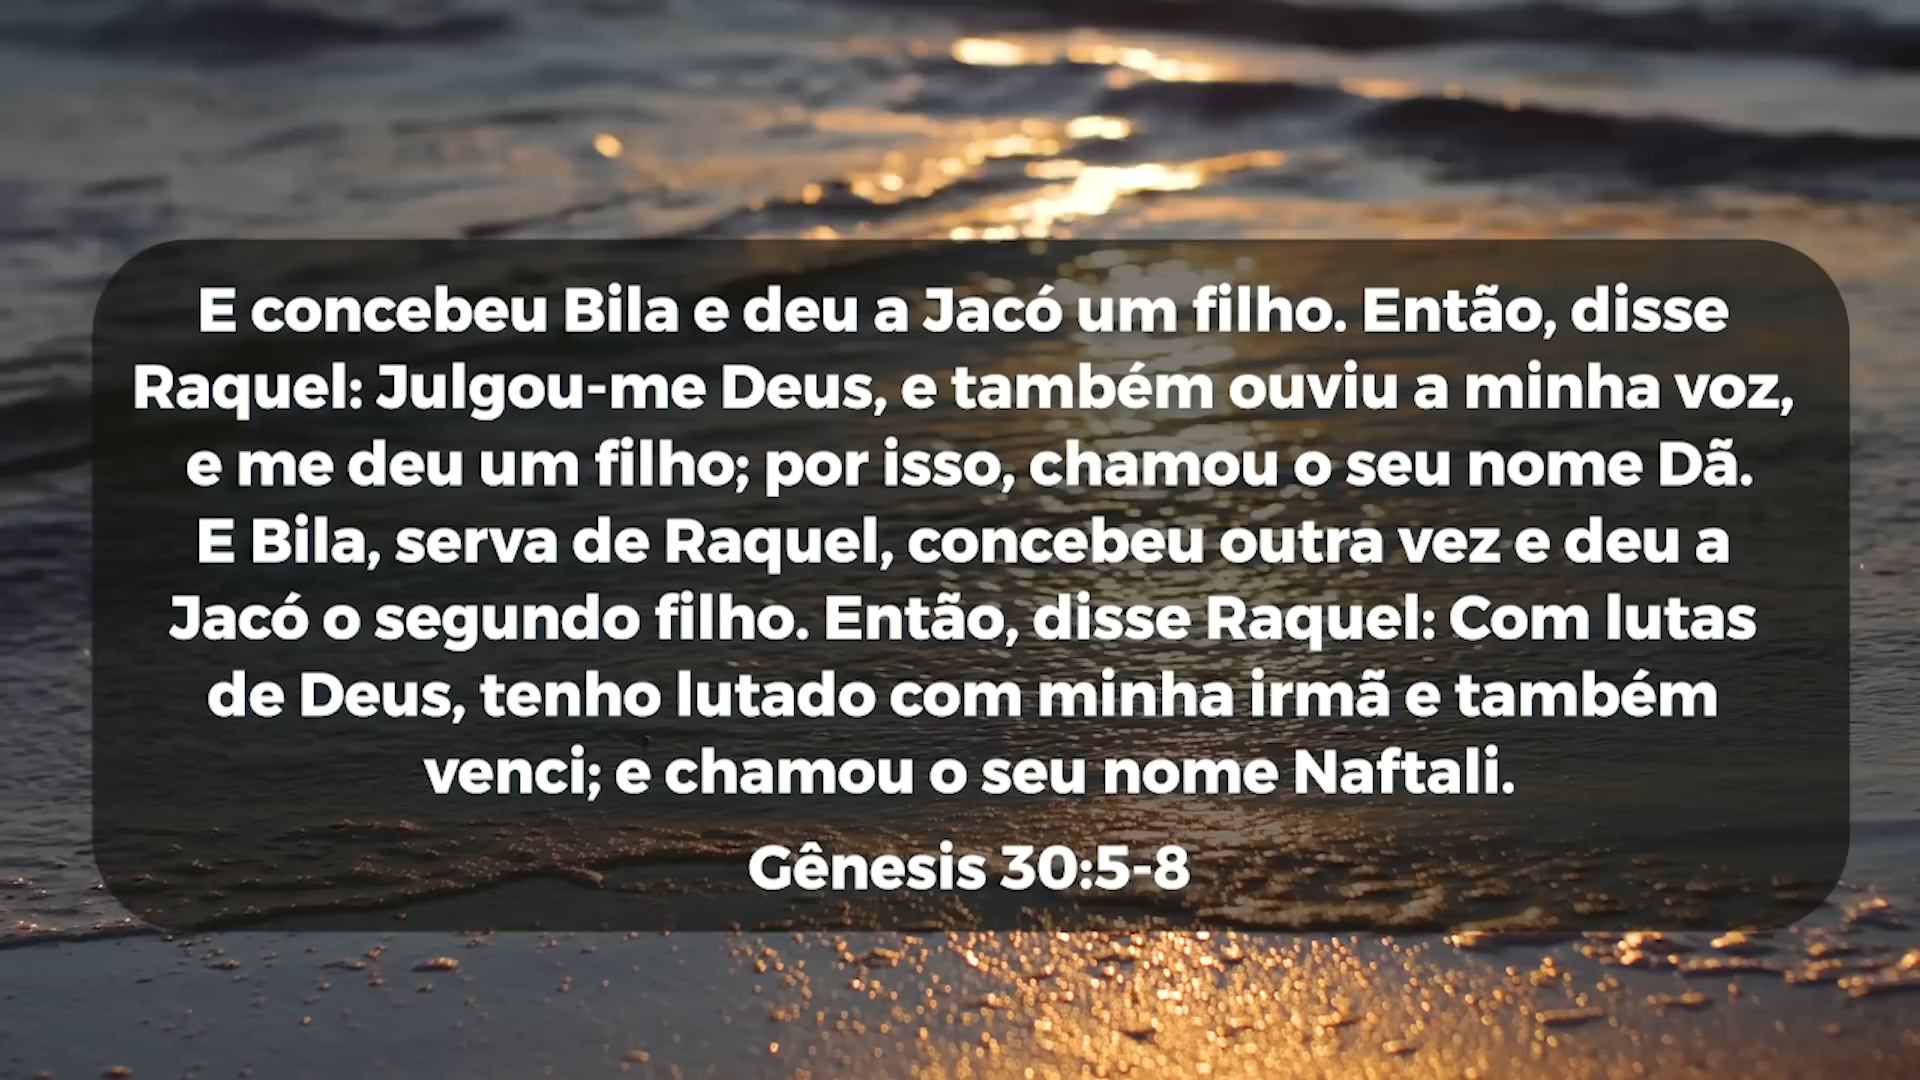 E concebeu Bila e deu a Jacó um filho. Então, disse
Raquel: Julgou-me Deus, e também ouviu a minha voz,
e me deu um filho; por isso, chamou o seu nome Dã.
E Bila, serva de Raquel, concebeu outra vez e deu a
Jacó o segundo filho. Então, disse Raquel: Com lutas
de Deus, tenho lutado com minha irmã e também
venci; e chamou o seu nome Naftali.
Gênesis 30:5-8